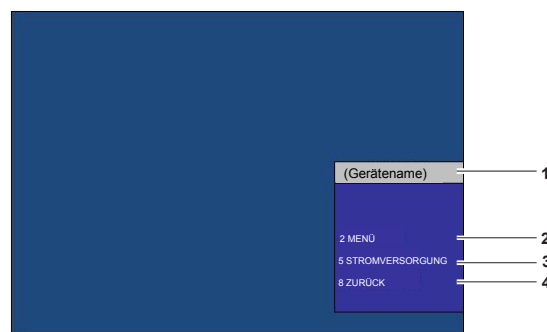 (Gerätename) 1
2 MENÜ 2
5 STROMVERSORGUNG 3
8 ZURÜCK 4